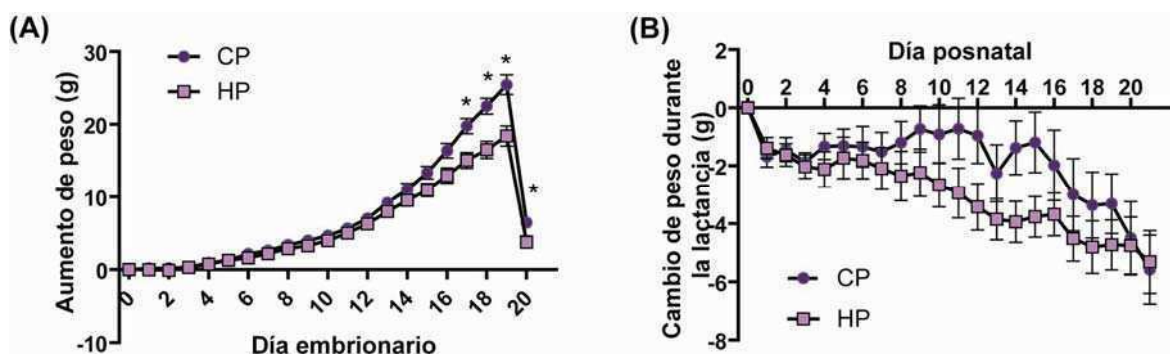 (A)
CP
HP
Aumento de peso (g)
30
20
10
0
-10
0 2 4 6 8 10 12 14 16 18 20
* * * *
Día embrionario
(B)
Día posnatal
0 2 4 6 8 10 12 14 16 18 20
Cambio de peso durante
la lactancia (g)
2
0
-2
-4
-6
-8
CP
HP